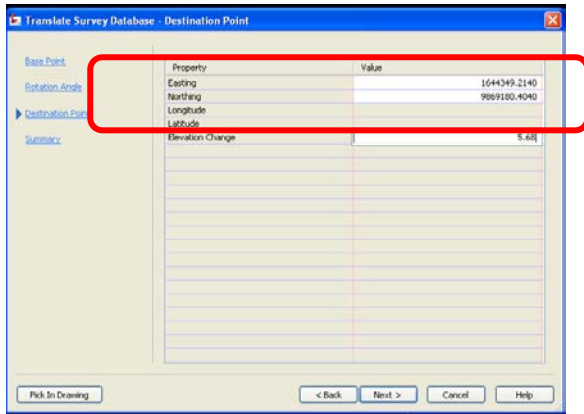 Translate Survey Database - Destination Point
Base Point
Rotation Angle
Destination Point
Summary
Property Value
Easting 1644349.2140
Northing 9869180.4040
Longitude
Latitude
Elevation Change 5.68
Pick In Drawing < Back Next > Cancel Help